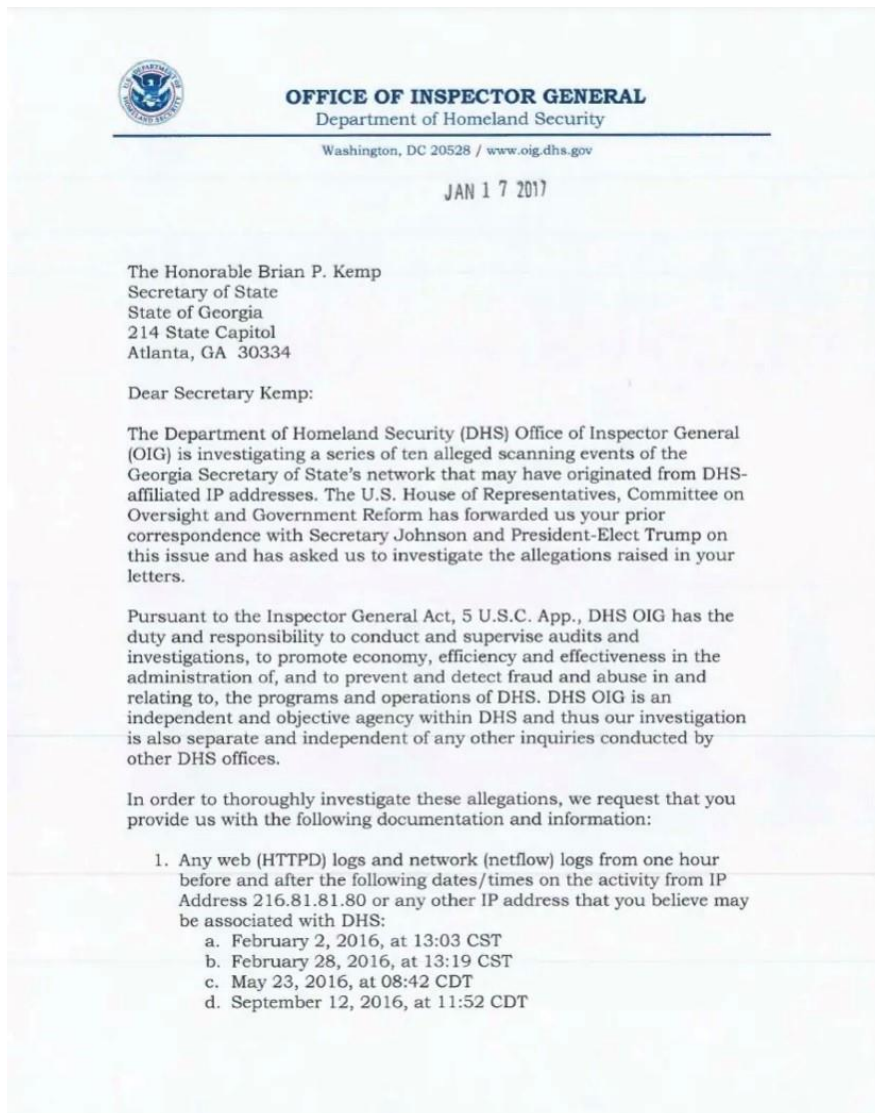 OFFICE OF INSPECTOR GENERAL
Department of Homeland Security
Washington, DC 20528 / www.oig.dhs.gov
JAN 17 2017
The Honorable Brian P. Kemp
Secretary of State
State of Georgia
214 State Capitol
Atlanta, GA 30334
Dear Secretary Kemp:
The Department of Homeland Security (DHS) Office of Inspector General
(OIG) is investigating a series of ten alleged scanning events of the
Georgia Secretary of State's network that may have originated from DHS-
affiliated IP addresses. The U.S. House of Representatives, Committee on
Oversight and Government Reform has forwarded us your prior
correspondence with Secretary Johnson and President-Elect Trump on
this issue and has asked us to investigate the allegations raised in your
letters.
Pursuant to the Inspector General Act, 5 U.S.C. App., DHS OIG has the
duty and responsibility to conduct and supervise audits and
investigations, to promote economy, efficiency and effectiveness in the
administration of, and to prevent and detect fraud and abuse in and
relating to, the programs and operations of DHS. DHS OIG is an
independent and objective agency within DHS and thus our investigation
is also separate and independent of any other inquiries conducted by
other DHS offices.
In order to thoroughly investigate these allegations, we request that you
provide us with the following documentation and information:
1. Any web (HTTPD) logs and network (netflow) logs from one hour
before and after the following dates/times on the activity from IP
Address 216.81.81.80 or any other IP address that you believe may
be associated with DHS:
a. February 2, 2016, at 13:03 CST
b. February 28, 2016, at 13:19 CST
c. May 23, 2016, at 08:42 CDT
d. September 12, 2016, at 11:52 CDT